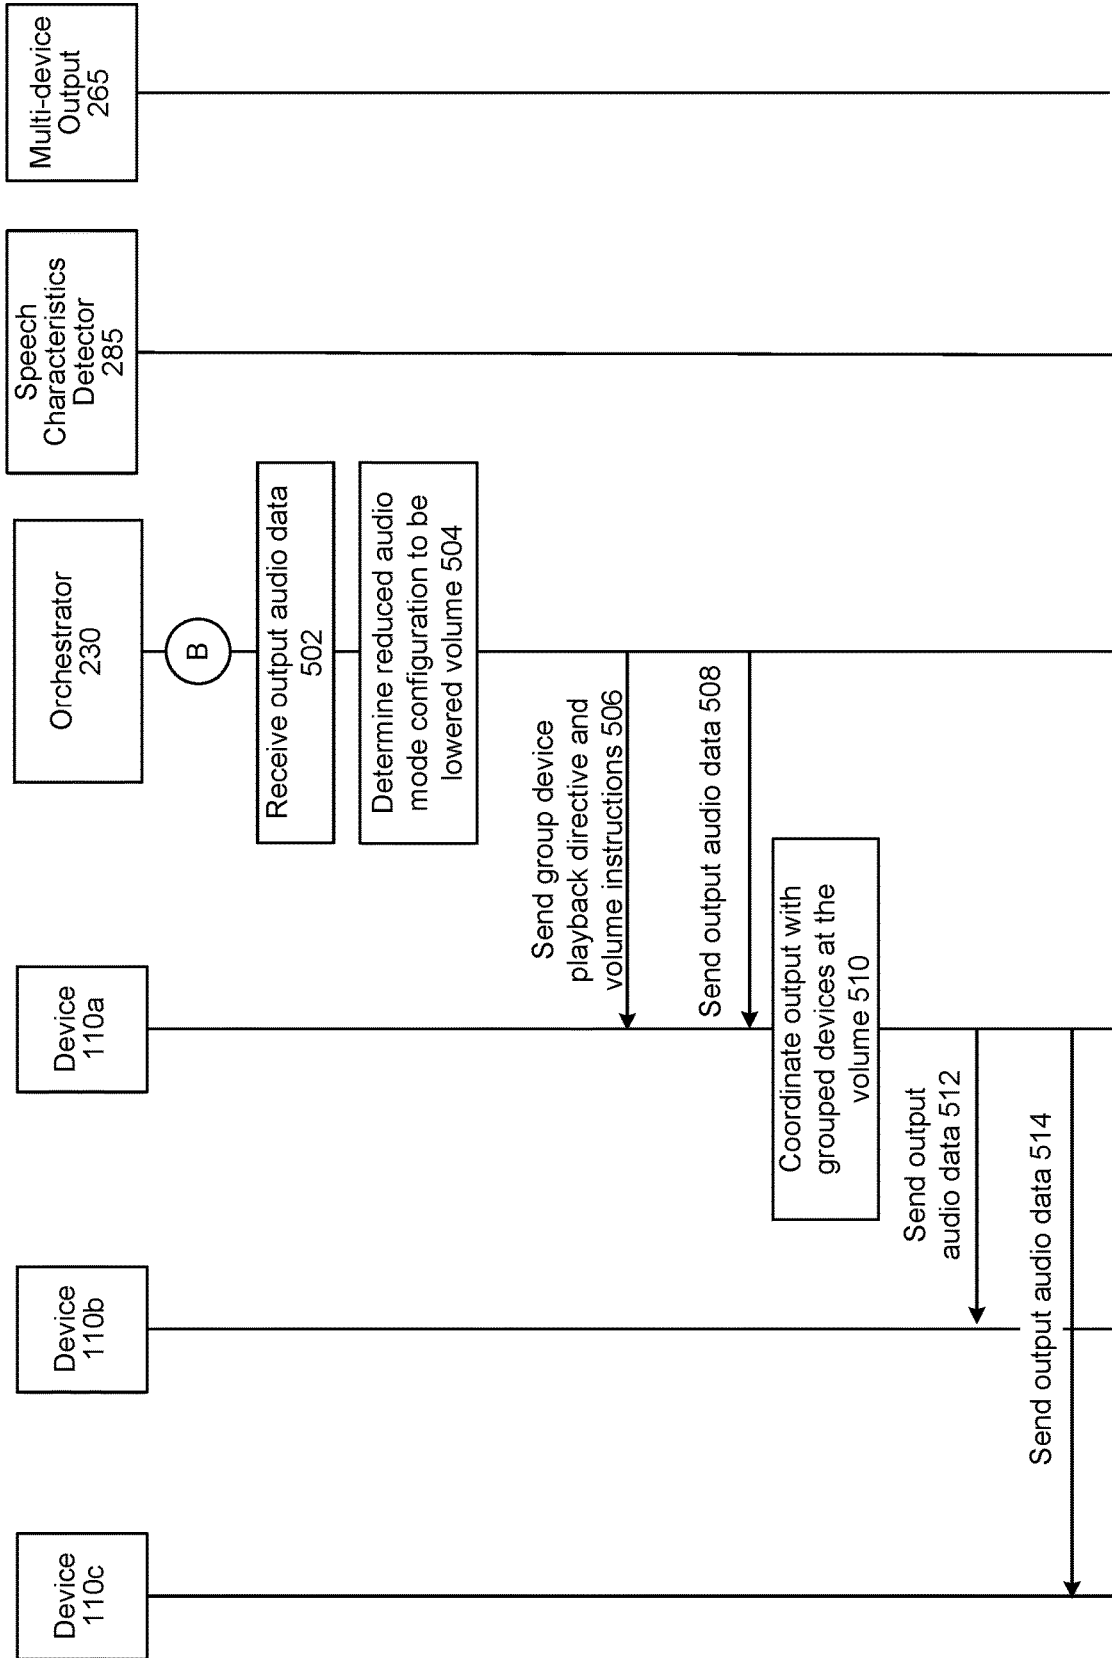 Device
110c
Device
110b
Device
110a
Orchestrator
230
Speech
Characteristics
Detector
285
Multi-device
Output
265
B
Receive output audio data
502
Determine reduced audio
mode configuration to be
lowered volume 504
Send group device
playback directive and
volume instructions 506
Send output audio data 508
Coordinate output with
grouped devices at the
volume 510
Send output
audio data 512
Send output audio data 514